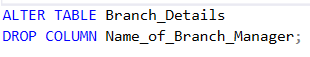 ALTER TABLE Branch_Details
DROP COLUMN Name_of_Branch_Manager;